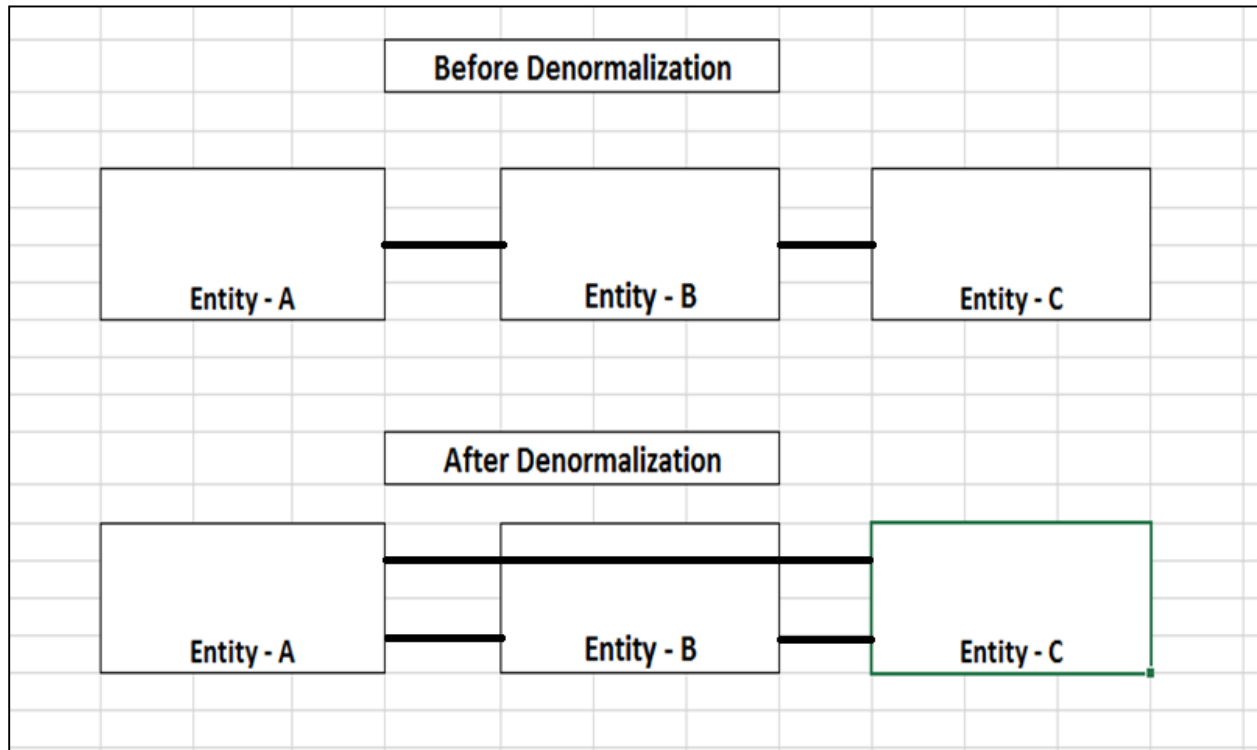 Before Denormalization
Entity - A
Entity - B
Entity - C
After Denormalization
Entity - A
Entity - B
Entity - C